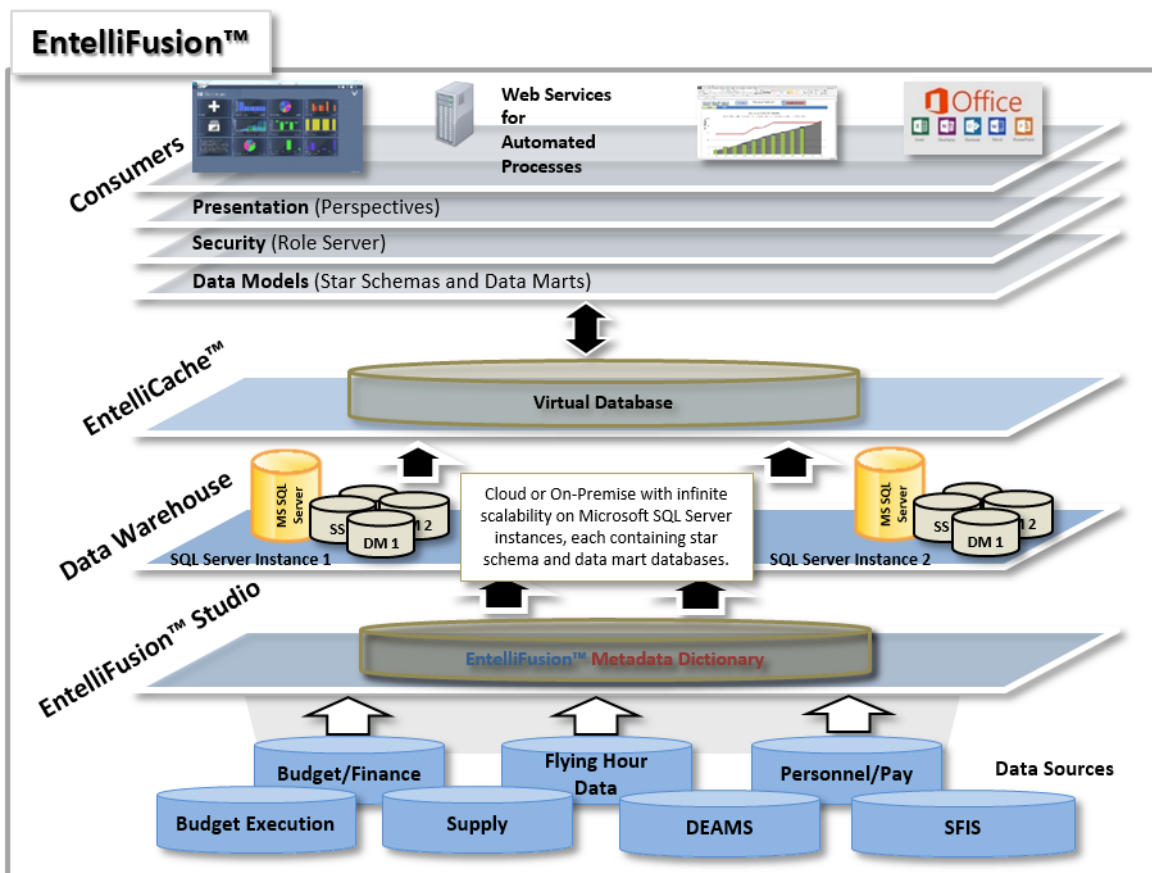 EntelliFusion™
Consumers
Web Services
for
Automated
Processes
Office
Presentation (Perspectives)
Security (Role Server)
Data Models (Star Schemas and Data Marts)
EntelliCache™
Virtual Database
Data Warehouse
MS SQL
Server
SS
M 2
DM 1
SQL Server Instance 1
Cloud or On-Premise with infinite
scalability on Microsoft SQL Server
instances, each containing star
schema and data mart databases.
MS SQL
Server
SS
M 2
DM 1
SQL Server Instance 2
EntelliFusion™ Studio
EntelliFusion™ Metadata Dictionary
Budget/Finance
Flying Hour
Data
Personnel/Pay
Data Sources
Budget Execution
Supply
DEAMS
SFIS